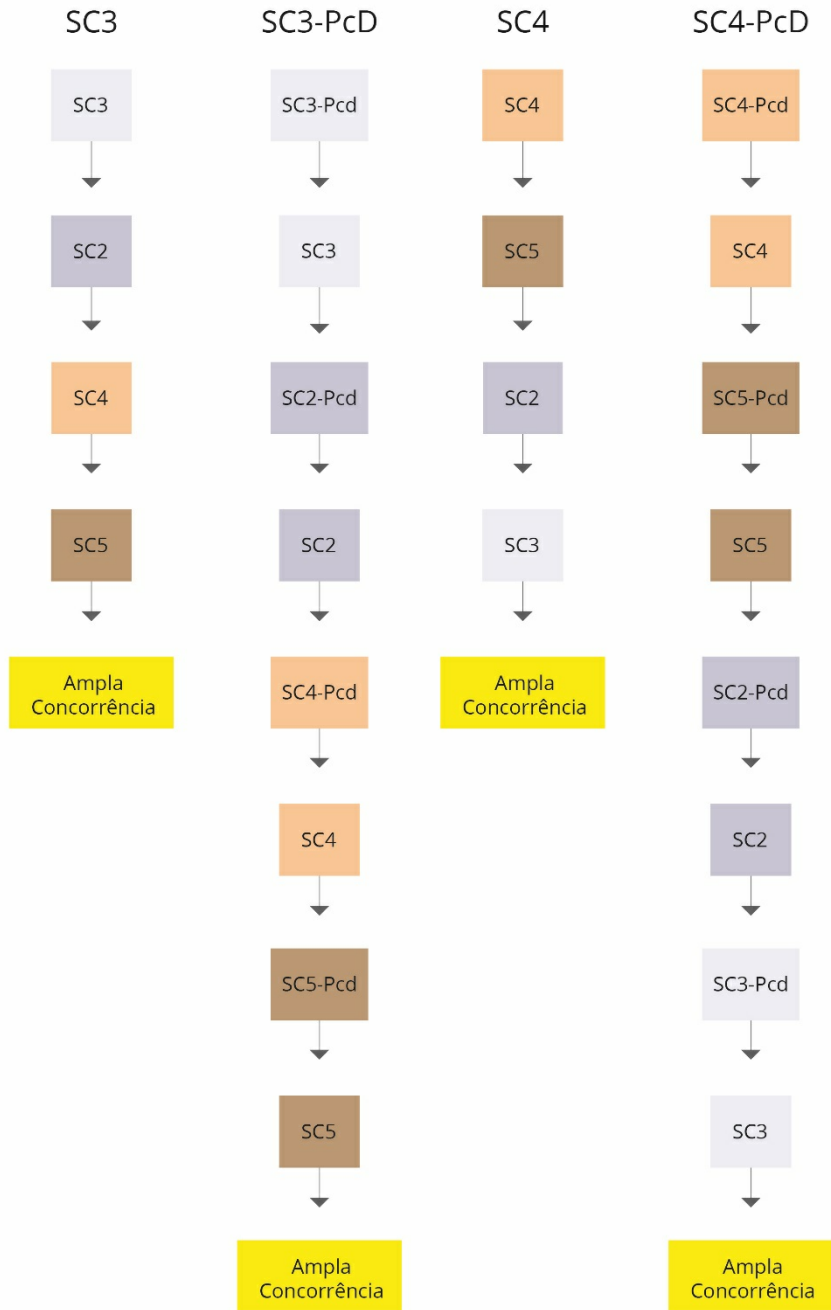 SC3
SC3
SC2
SC4
SC5
Ampla
Concorrência
SC3-PcD
SC3-Pcd
SC3
SC2-Pcd
SC2
SC4-Pcd
SC4
SC5-Pcd
SC5
Ampla
Concorrência
SC4
SC4
SC5
SC2
SC3
Ampla
Concorrência
SC4-PcD
SC4-Pcd
SC4
SC5-Pcd
SC5
SC2-Pcd
SC2
SC3-Pcd
SC3
Ampla
Concorrência